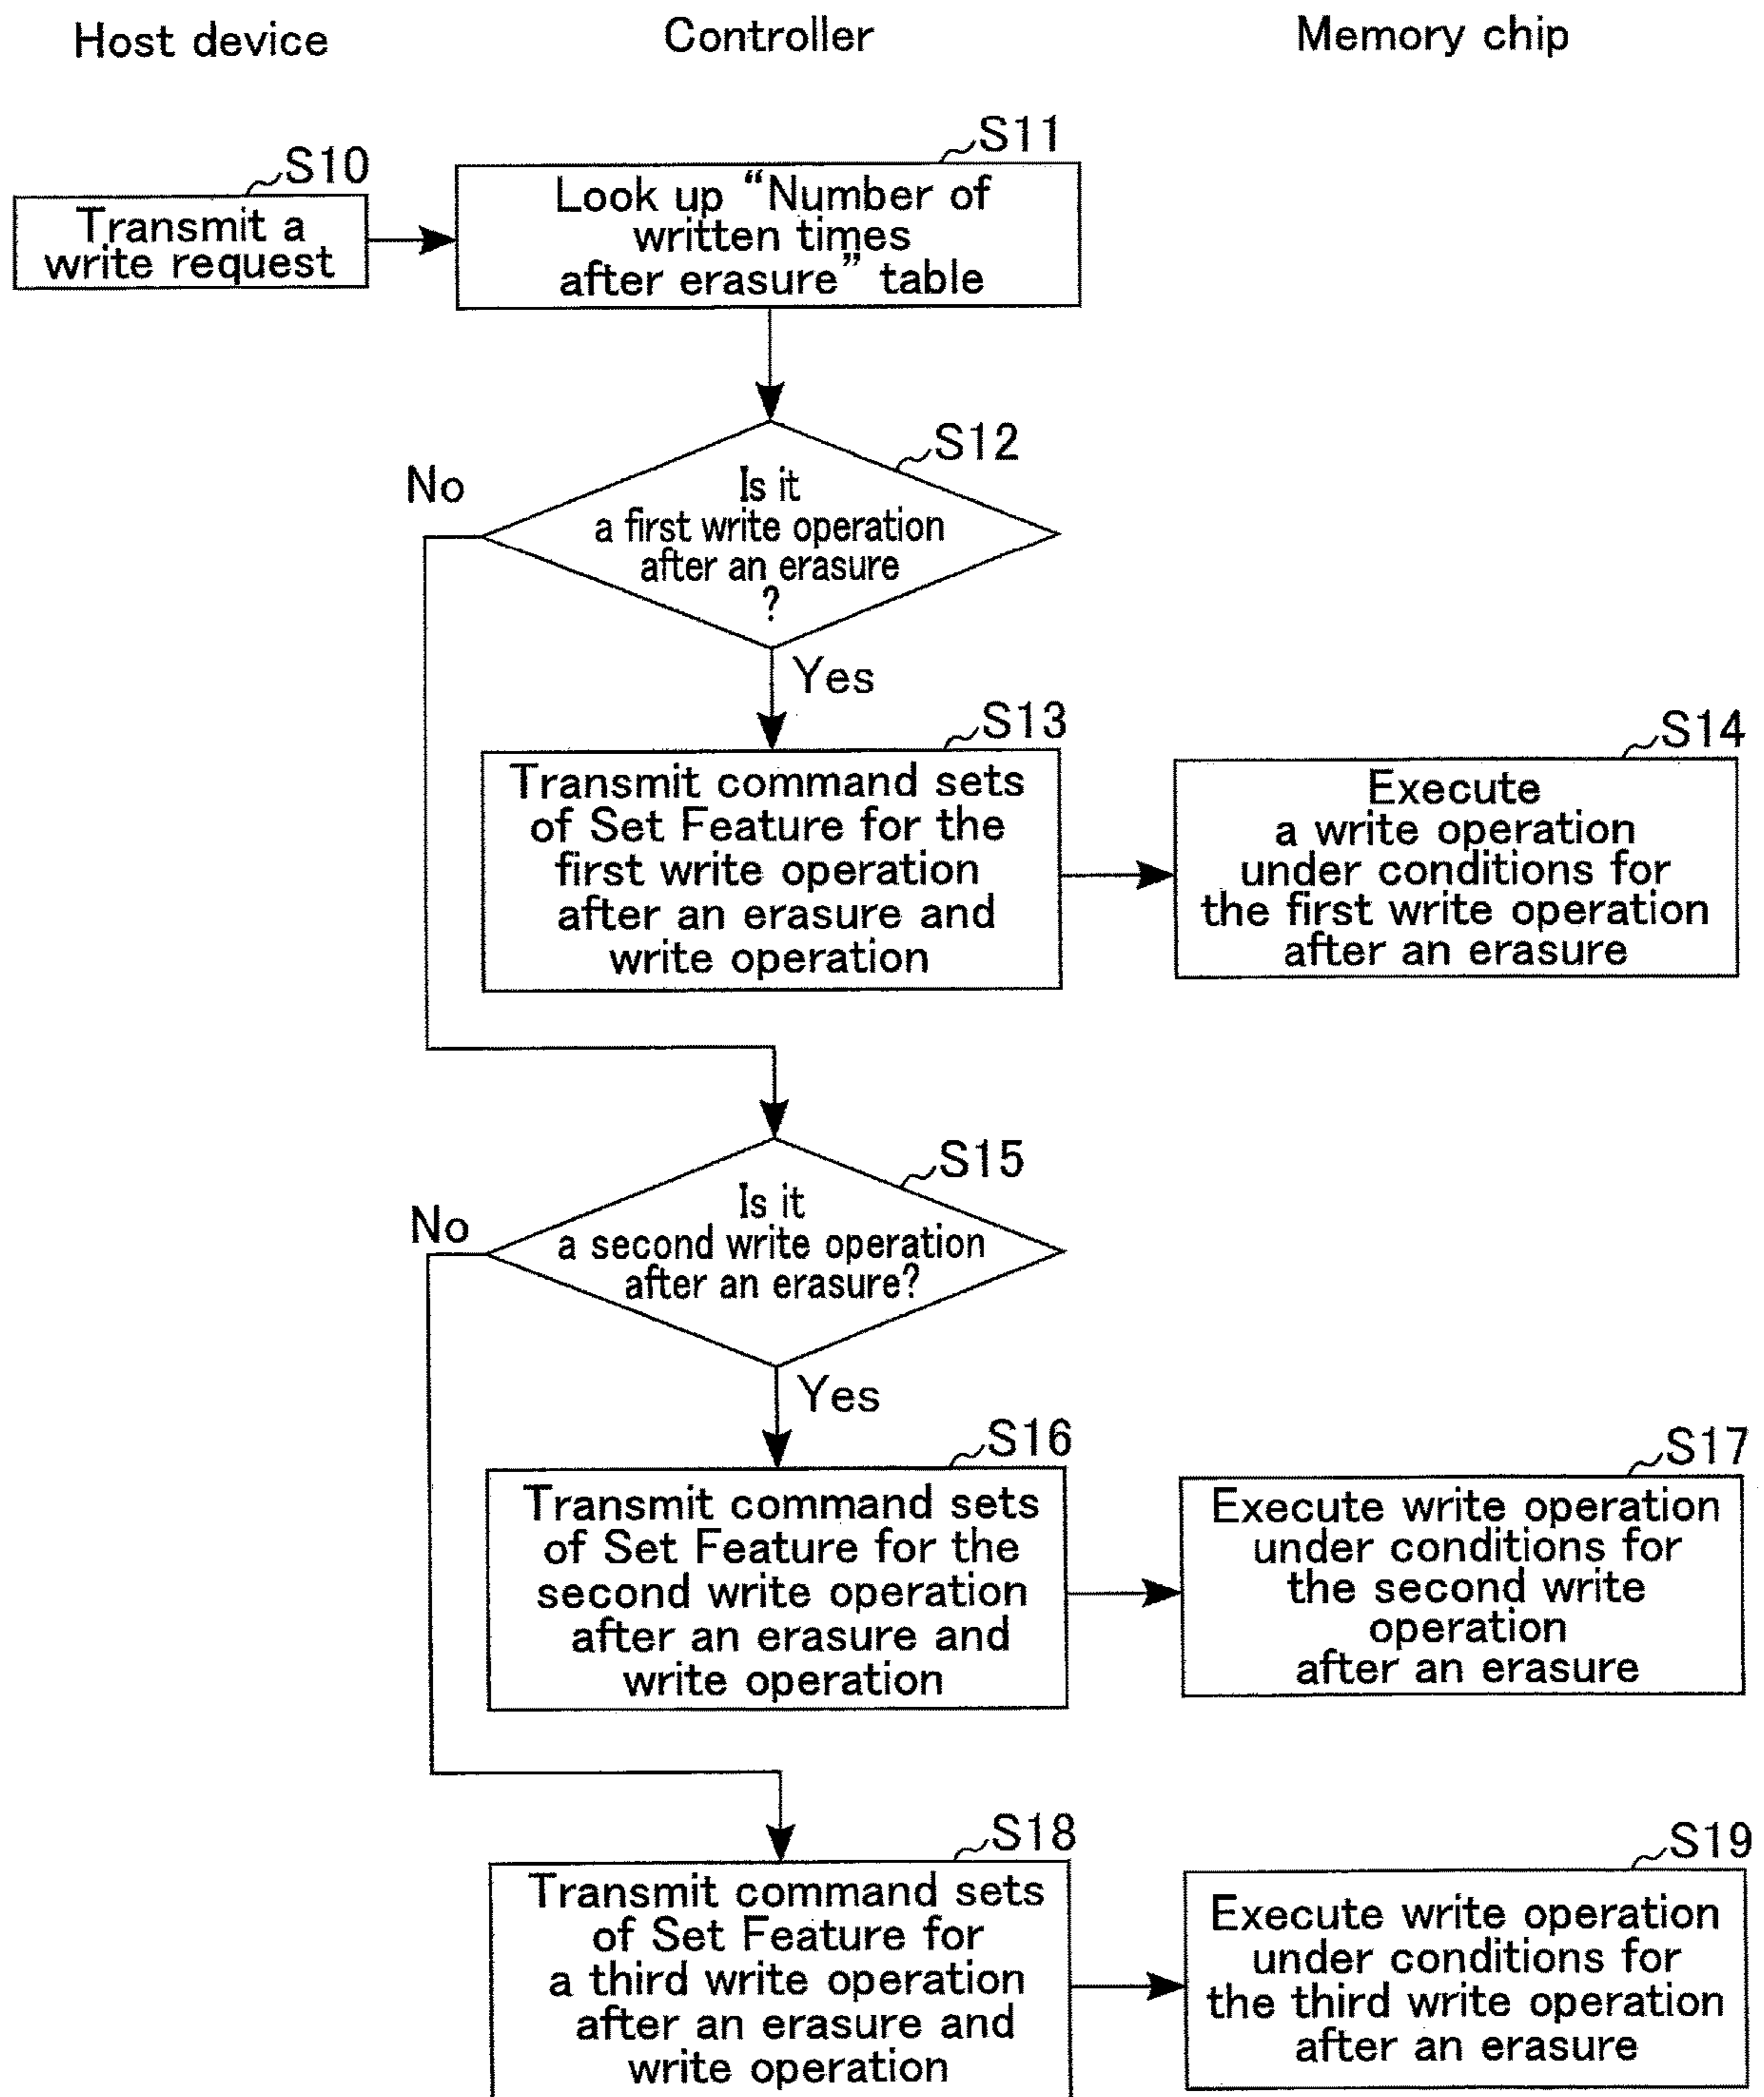 Host device
Controller
Memory chip
S10
Transmit a
write request
S11
Look up “Number of
written times
after erasure” table
S12
Is it
a first write operation
after an erasure
?
No
Yes
S13
Transmit command sets
of Set Feature for the
first write operation
after an erasure and
write operation
S14
Execute
a write operation
under conditions for
the first write operation
after an erasure
S15
Is it
a second write operation
after an erasure?
No
Yes
S16
Transmit command sets
of Set Feature for the
second write operation
after an erasure and
write operation
S17
Execute write operation
under conditions for
the second write
operation
after an erasure
S18
Transmit command sets
of Set Feature for
a third write operation
after an erasure and
write operation
S19
Execute write operation
under conditions for
the third write operation
after an erasure